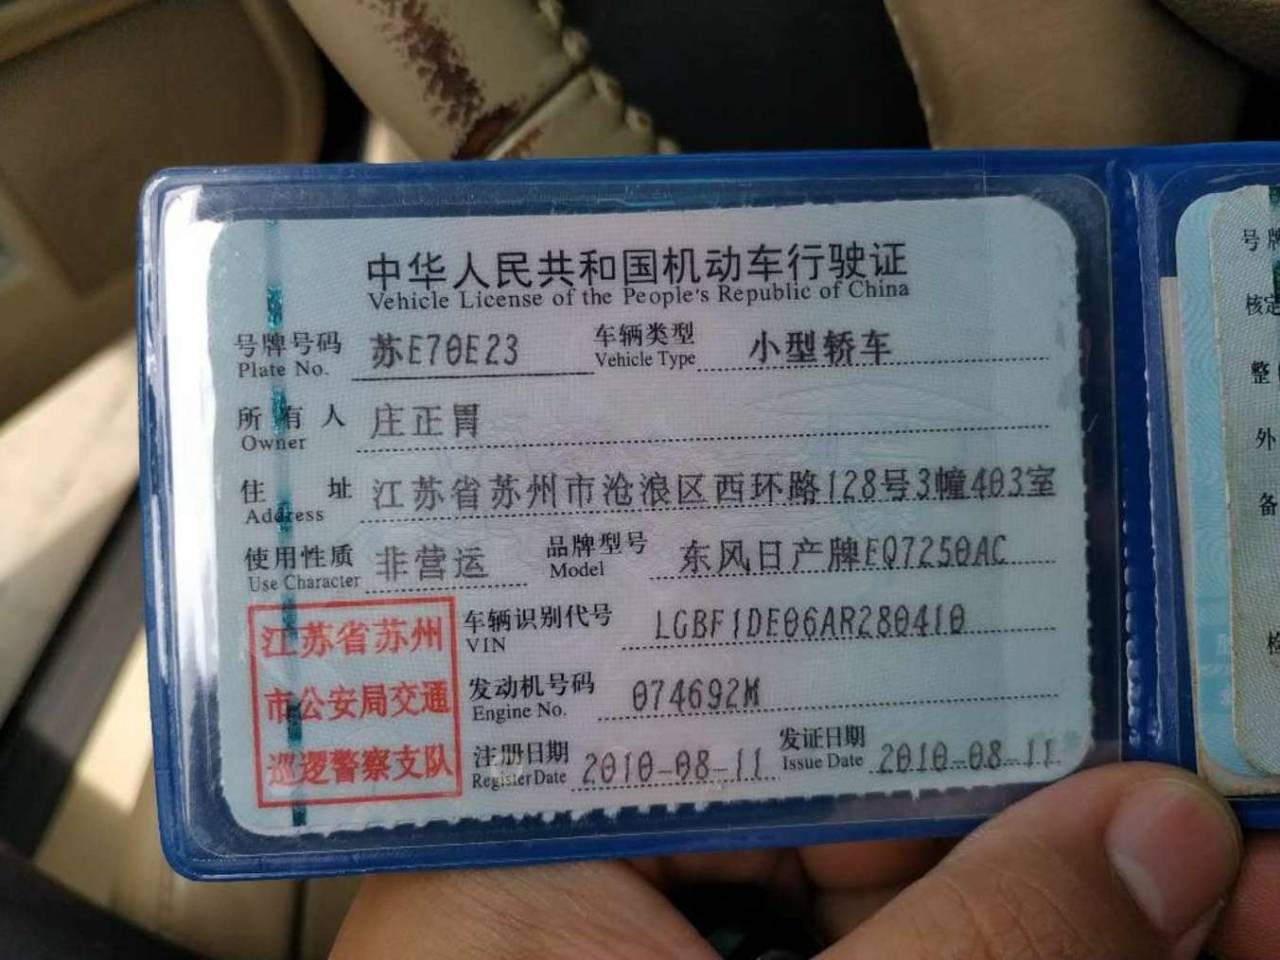 中华人民共和国机动车行驶证
Vehicle License of the People's Republic of China
号牌号码 苏E70E23 车辆类型 小型轿车
Plate No. Vehicle Type
所有人 庄正胃
Owner
住址 江苏省苏州市沧浪区西环路128号3幢403室
Address
使用性质 非营运 品牌型号 东风日产牌EQ7250AC
Use Character Model
江苏省苏州
市公安局交通
巡逻警察支队
车辆识别代号 LGBF1DE06AR280410
VIN
发动机号码 074692M
Engine No.
注册日期 2010-08-11 发证日期 2010-08-11
Register Date Issue Date
号牌
核定
整
外
备
检